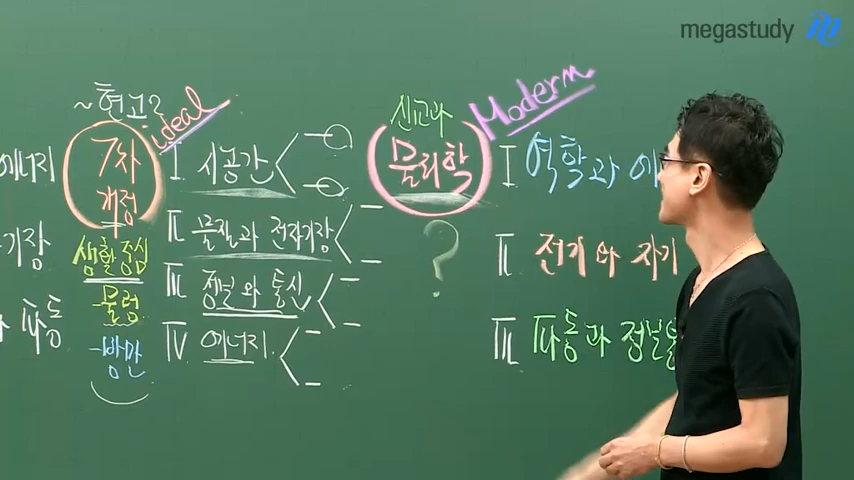 megastudy
~현고2
ideal
7차
개정
생활중심
-물렁
-방만
에너지
기장
파동
I 시공간
II 물질과 전자기장
III 정보와 통신
IV 에너지
신교과
Modern
물리학
?
I 역학과 에
II 전기와 자기
III 파동과 정보통